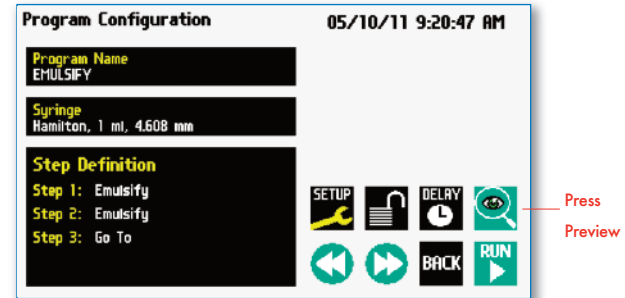 Program Configuration
05/10/11 9:20:47 AM
Program Name
EMULSIFY
Syringe
Hamilton, 1 ml, 4.608 mm
Step Definition
Step 1: Emulsify
Step 2: Emulsify
Step 3: Go To
SETUP
DELAY
Press
Preview
BACK
RUN